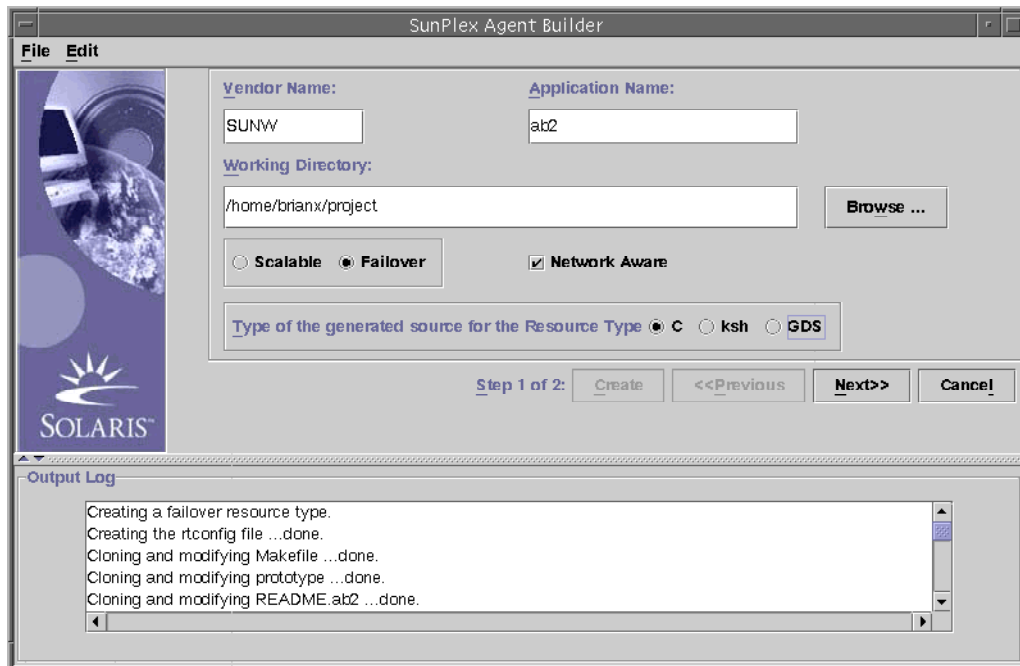 SunPlex Agent Builder
File Edit
Vendor Name: Application Name:
SUNW ab2
Working Directory:
/home/brianx/project Browse ...
Scalable Failover Network Aware
Type of the generated source for the Resource Type C ksh GDS
Step 1 of 2: Create <<Previous Next>> Cancel
SOLARIS™
Output Log
Creating a failover resource type.
Creating the rtconfig file ...done.
Cloning and modifying Makefile ...done.
Cloning and modifying prototype ...done.
Cloning and modifying README.ab2 ...done.